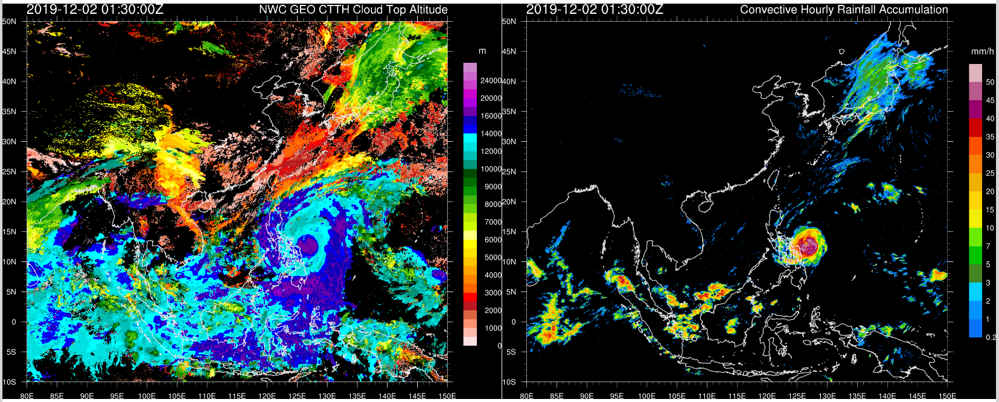 2019-12-02 01:30:00Z NWC GEO CTTH Cloud Top Altitude
50N
45N
40N
35N
30N
25N
20N
15N
10N
5N
0
5S
10S
80E 85E 90E 95E 100E 105E 110E 115E 120E 125E 130E 135E 140E 145E 150E
m
24000
20000
16000
14000
12000
10000
9000
8000
7000
6000
5000
4000
3000
2000
1000
0
2019-12-02 01:30:00Z Convective Hourly Rainfall Accumulation
50N
45N
40N
35N
30N
25N
20N
15N
10N
5N
0
5S
10S
80E 85E 90E 95E 100E 105E 110E 115E 120E 125E 130E 135E 140E 145E 150E
mm/h
50
45
40
35
30
25
20
15
10
7
5
3
2
1
0.2